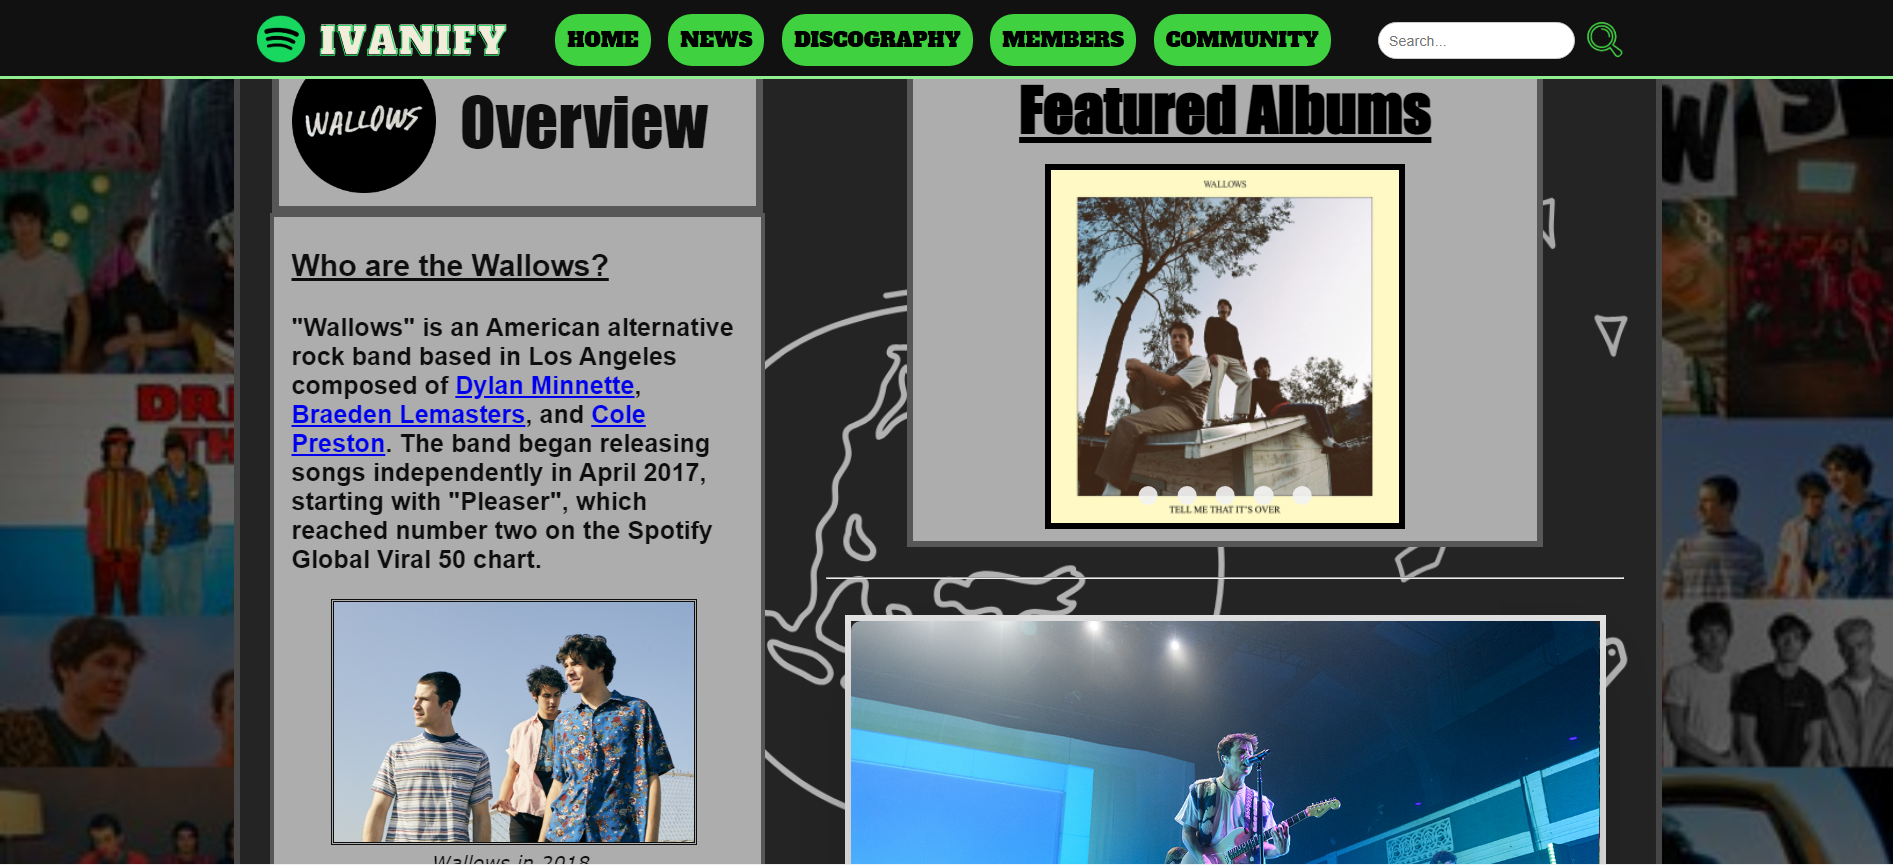 IVANIFY
HOME
NEWS
DISCOGRAPHY
MEMBERS
COMMUNITY
Search...
WALLOWS
Overview
Who are the Wallows?
"Wallows" is an American alternative
rock band based in Los Angeles
composed of Dylan Minnette,
Braeden Lemasters, and Cole
Preston. The band began releasing
songs independently in April 2017,
starting with "Pleaser", which
reached number two on the Spotify
Global Viral 50 chart.
Wallows in 2018
Featured Albums
WALLOWS
TELL ME THAT IT'S OVER